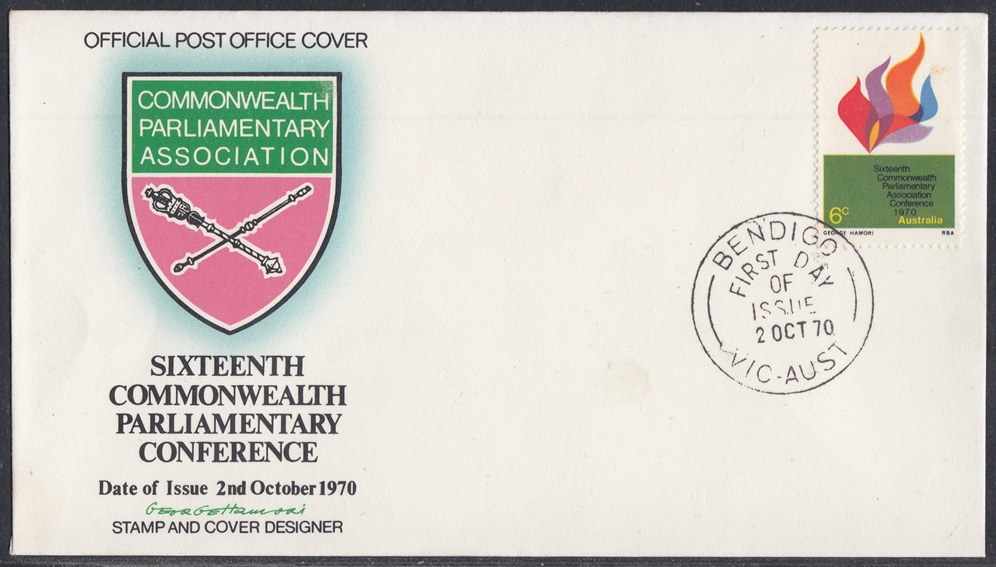 OFFICIAL POST OFFICE COVER
COMMONWEALTH
PARLIAMENTARY
ASSOCIATION
SIXTEENTH
COMMONWEALTH
PARLIAMENTARY
CONFERENCE
Date of Issue 2nd October 1970
George Hamori
STAMP AND COVER DESIGNER
Sixteenth
Commonwealth
Parliamentary
Association
Conference
1970
6c
Australia
GEORGE HAMORI RBA
BENDIGO
FIRST DAY
OF
ISSUE
2 OCT 70
VIC-AUST